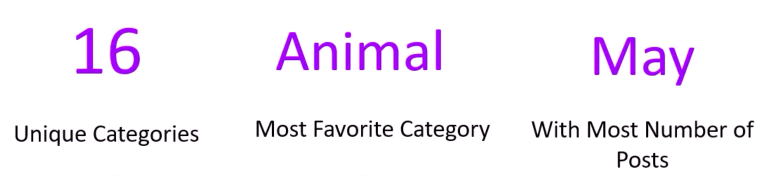 16
Unique Categories
Animal
Most Favorite Category
May
With Most Number of
Posts